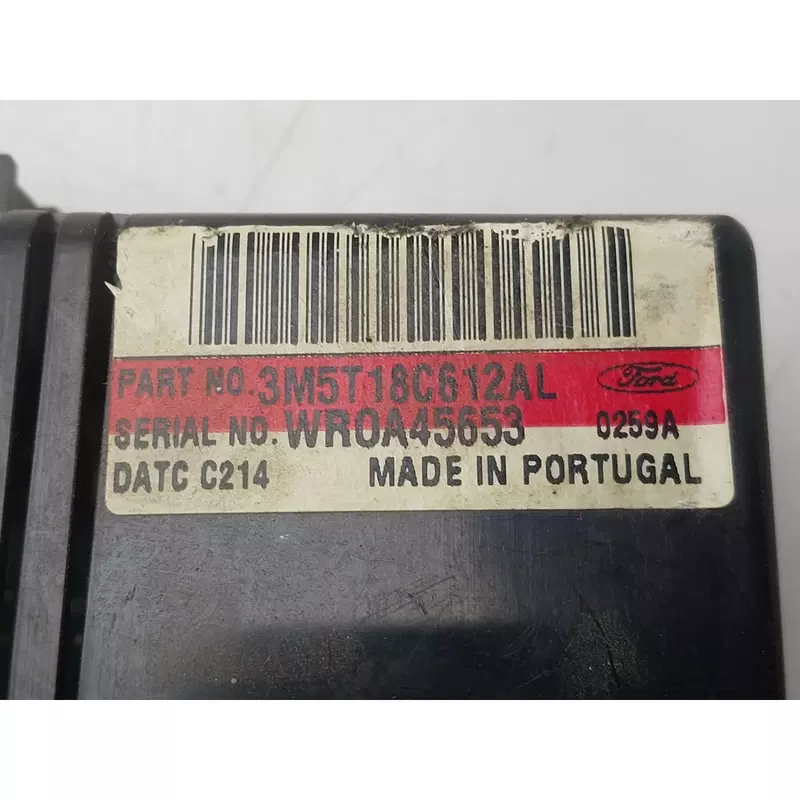 PART NO. 3M5T18C612AL Ford
SERIAL NO. WR0A45653 0259A
DATC C214 MADE IN PORTUGAL